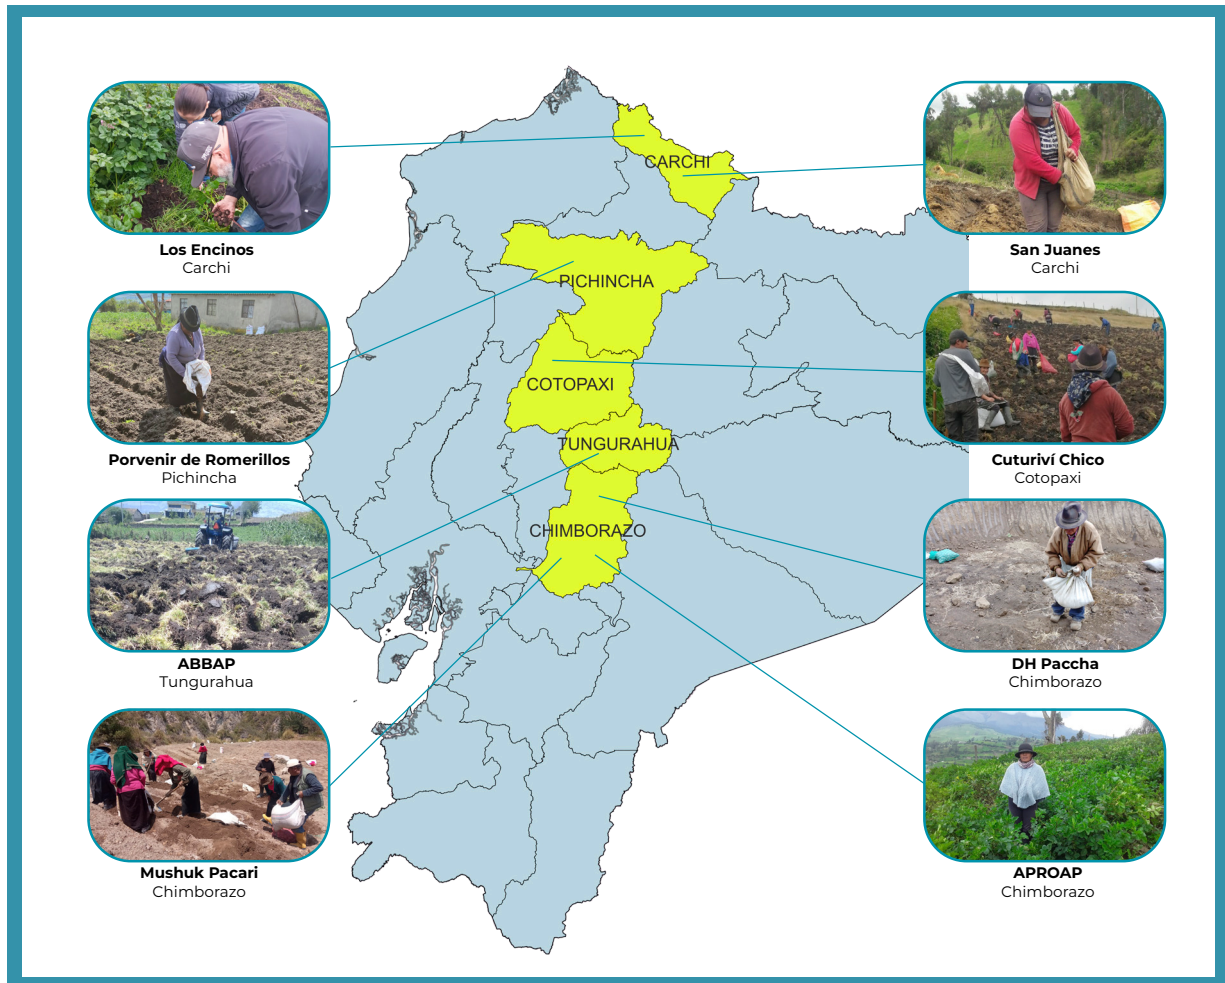 Los Encinos
Carchi
San Juanes
Carchi
CARCHI
PICHINCHA
Porvenir de Romerillos
Pichincha
COTOPAXI
Cuturiví Chico
Cotopaxi
TUNGURAHUA
ABBAP
Tungurahua
CHIMBORAZO
DH Paccha
Chimborazo
Mushuk Pacari
Chimborazo
APROAP
Chimborazo